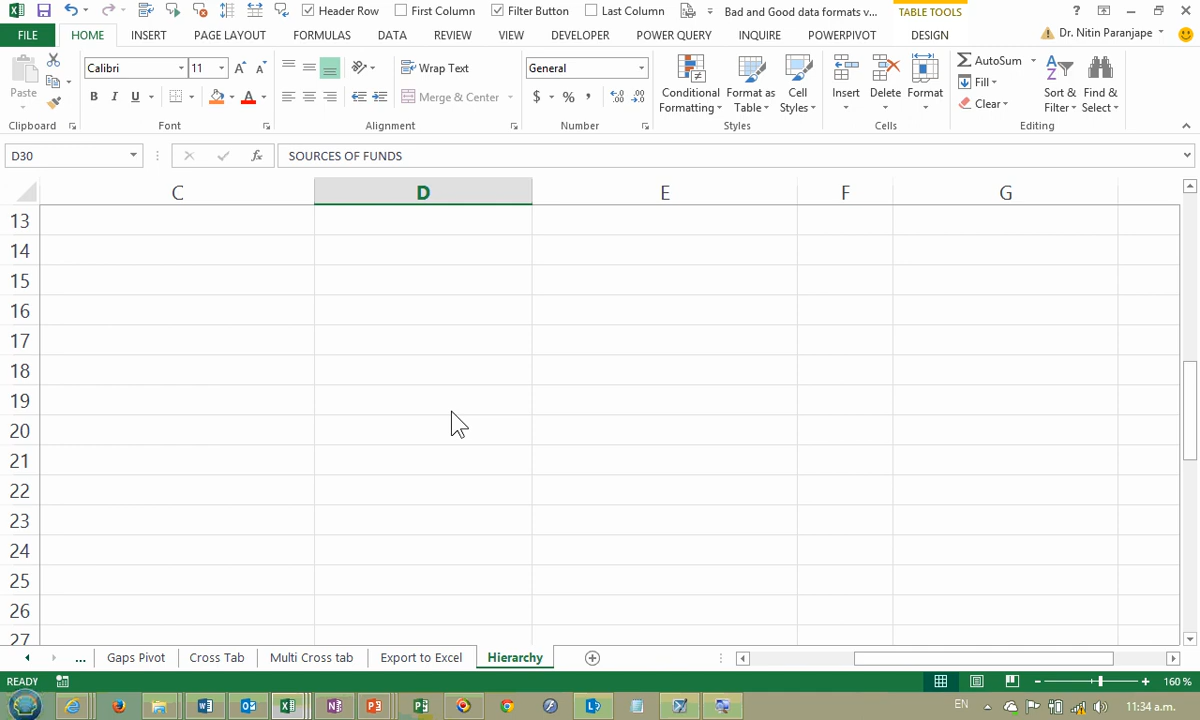 Header Row First Column Filter Button Last Column Bad and Good data formats v... TABLE TOOLS ?
FILE HOME INSERT PAGE LAYOUT FORMULAS DATA REVIEW VIEW DEVELOPER POWER QUERY INQUIRE POWERPIVOT DESIGN Dr. Nitin Paranjape
Paste Calibri 11 A A Wrap Text General Conditional Formatting Format as Table Cell Styles Insert Delete Format AutoSum Fill Clear Sort & Filter Find & Select
B I U A Merge & Center $ % ,
Clipboard Font Alignment Number Styles Cells Editing
D30 fx SOURCES OF FUNDS
C D E F G
13
14
15
16
17
18
19
20
21
22
23
24
25
26
27
... Gaps Pivot Cross Tab Multi Cross tab Export to Excel Hierarchy
READY 160 %
EN 11:34 a.m.